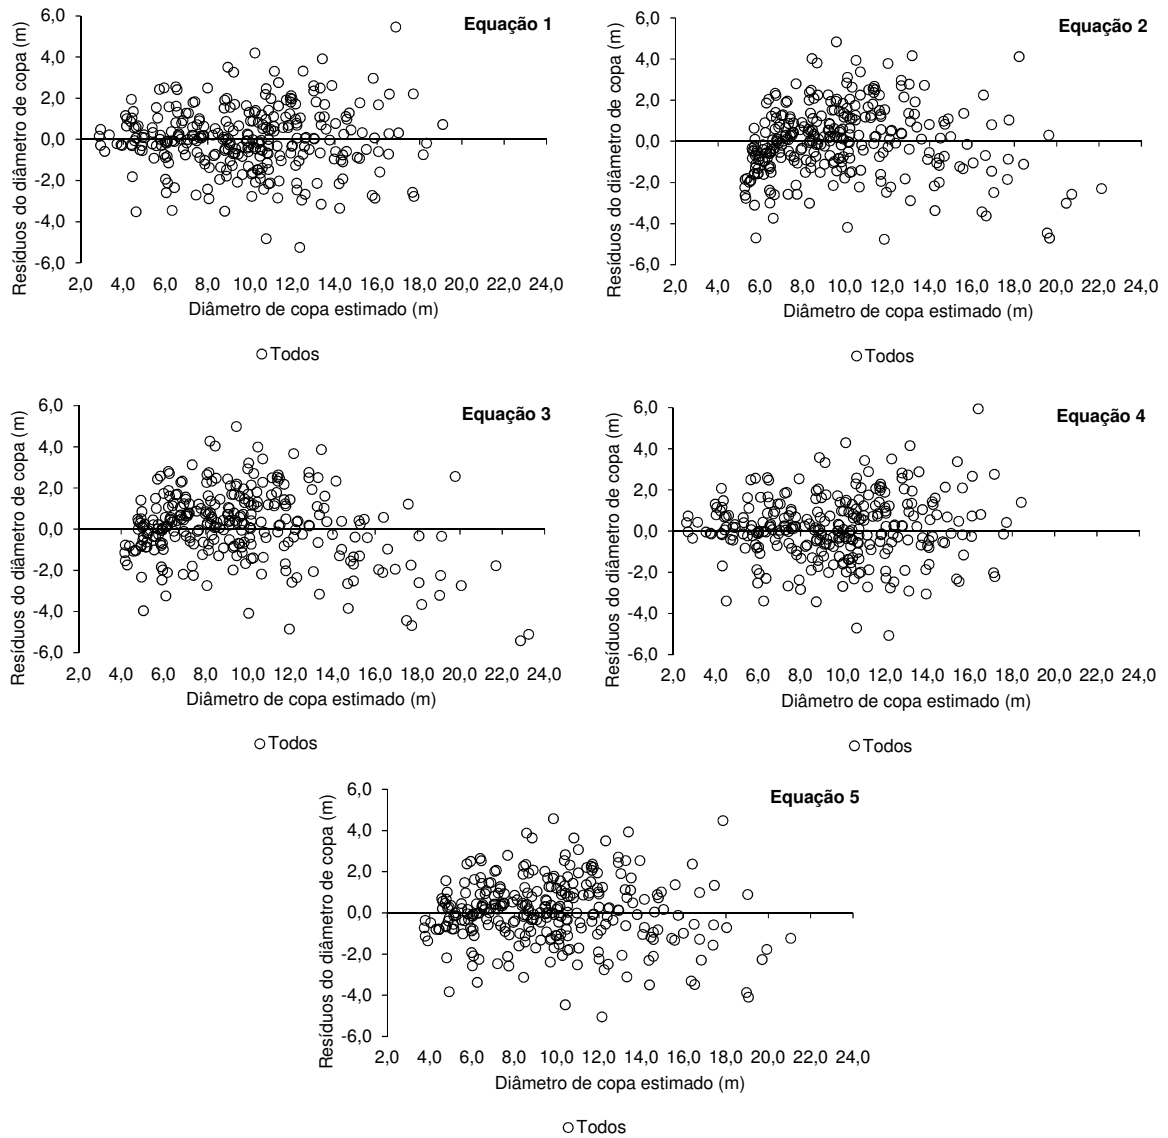 Equação 1
Resíduos do diâmetro de copa (m)
6,0
4,0
2,0
0,0
-2,0
-4,0
-6,0
2,0 4,0 6,0 8,0 10,0 12,0 14,0 16,0 18,0 20,0 22,0 24,0
Diâmetro de copa estimado (m)
Todos
Equação 2
Resíduos do diâmetro de copa (m)
6,0
4,0
2,0
0,0
-2,0
-4,0
-6,0
2,0 4,0 6,0 8,0 10,0 12,0 14,0 16,0 18,0 20,0 22,0 24,0
Diâmetro de copa estimado (m)
Todos
Equação 3
Resíduos do diâmetro de copa (m)
6,0
4,0
2,0
0,0
-2,0
-4,0
-6,0
2,0 4,0 6,0 8,0 10,0 12,0 14,0 16,0 18,0 20,0 22,0 24,0
Diâmetro de copa estimado (m)
Todos
Equação 4
Resíduos do diâmetro de copa (m)
6,0
4,0
2,0
0,0
-2,0
-4,0
-6,0
2,0 4,0 6,0 8,0 10,0 12,0 14,0 16,0 18,0 20,0 22,0 24,0
Diâmetro de copa estimado (m)
Todos
Equação 5
Resíduos do diâmetro de copa (m)
6,0
4,0
2,0
0,0
-2,0
-4,0
-6,0
2,0 4,0 6,0 8,0 10,0 12,0 14,0 16,0 18,0 20,0 22,0 24,0
Diâmetro de copa estimado (m)
Todos